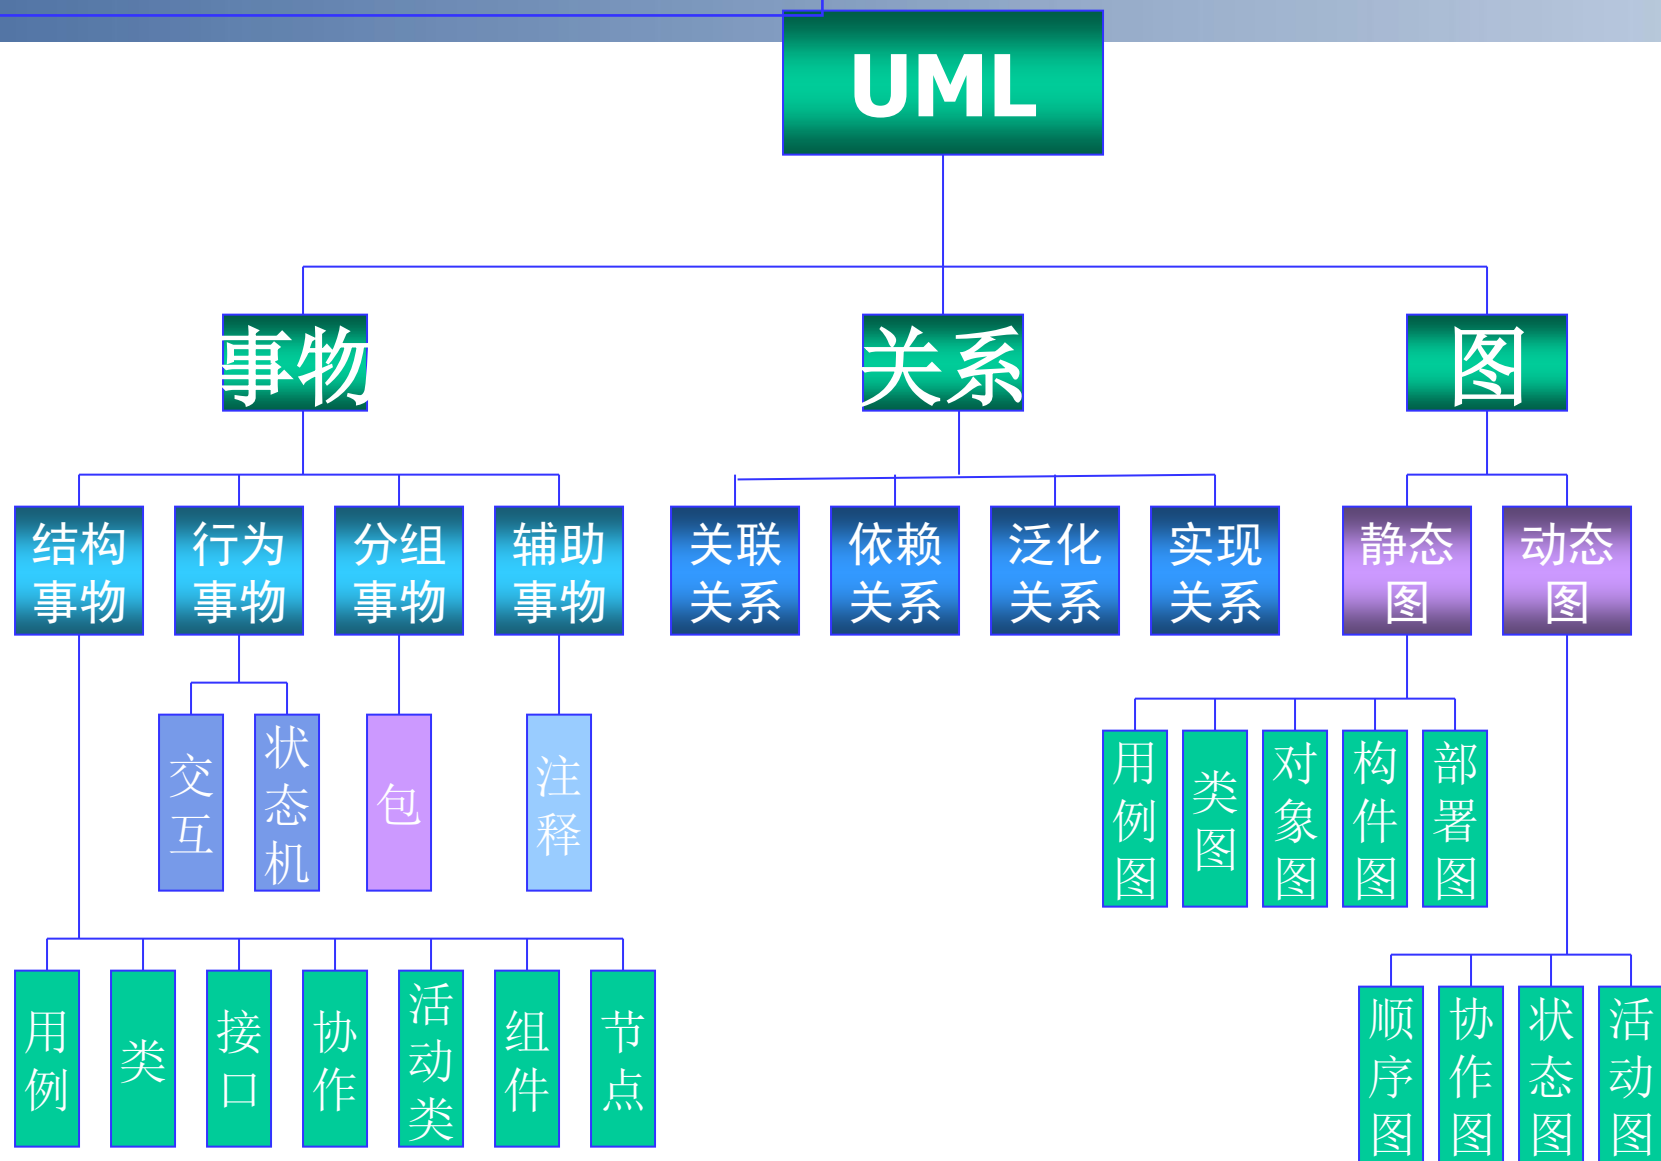 UML
事物
关系
图
结构
事物
行为
事物
分组
事物
辅助
事物
关联
关系
依赖
关系
泛化
关系
实现
关系
静态
图
动态
图
交互
状态机
包
注释
用例图
类图
对象图
构件图
部署图
用例
类
接口
协作
活动类
组件
节点
顺序图
协作图
状态图
活动图